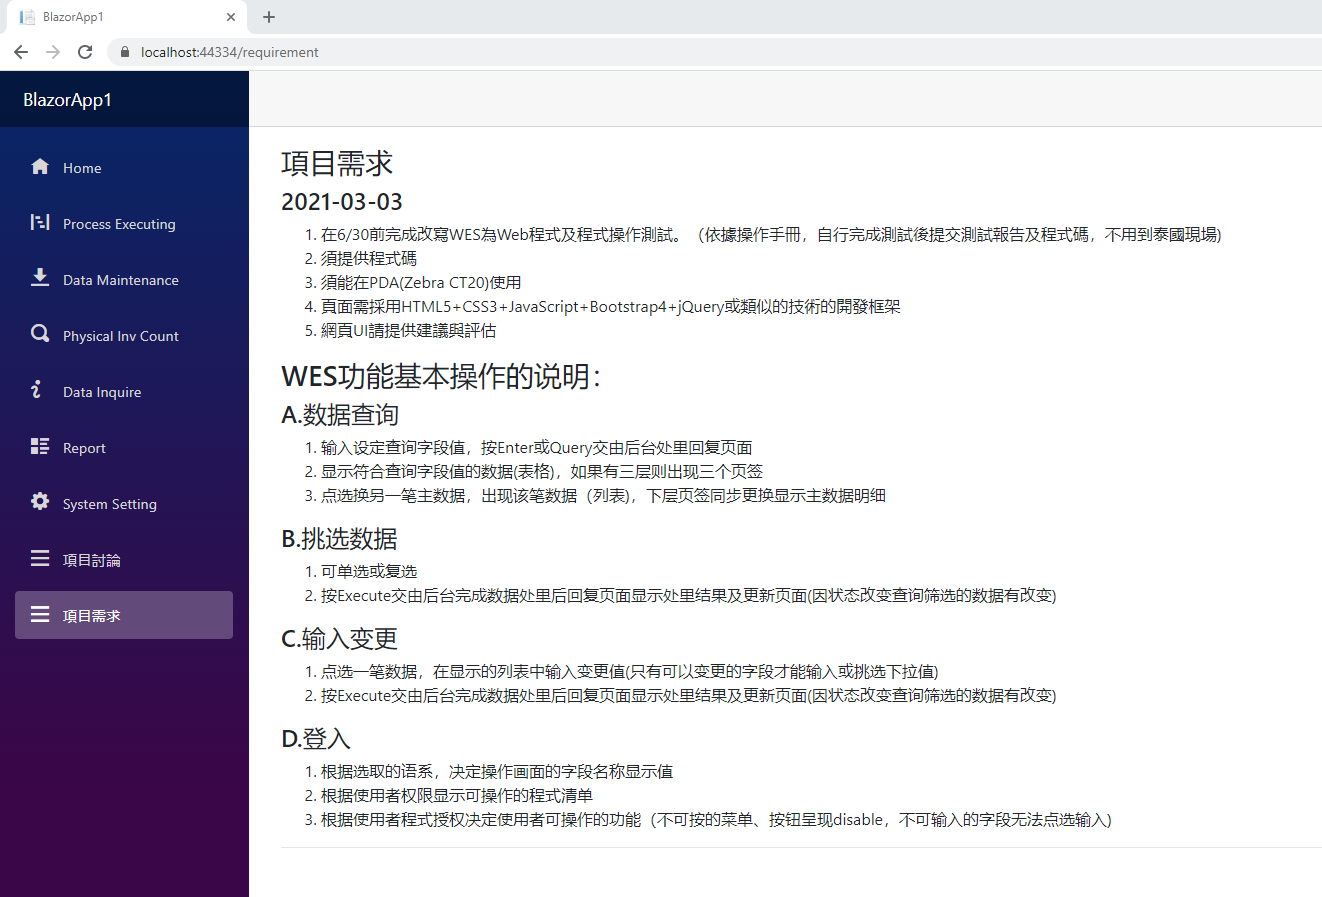 BlazorApp1
localhost:44334/requirement
BlazorApp1
Home
Process Executing
Data Maintenance
Physical Inv Count
Data Inquire
Report
System Setting
項目討論
項目需求
項目需求
2021-03-03
1. 在6/30前完成改寫WES為Web程式及程式操作測試。（依據操作手冊，自行完成測試後提交測試報告及程式碼，不用到泰國現場)
2. 須提供程式碼
3. 須能在PDA(Zebra CT20)使用
4. 頁面需採用HTML5+CSS3+JavaScript+Bootstrap4+jQuery或類似的技術的開發框架
5. 網頁UI請提供建議與評估
WES功能基本操作的说明：
A.数据查询
1. 输入设定查询字段值，按Enter或Query交由后台处里回复页面
2. 显示符合查询字段值的数据(表格)，如果有三层则出现三个页签
3. 点选换另一笔主数据，出现该笔数据（列表)，下层页签同步更换显示主数据明细
B.挑选数据
1. 可单选或复选
2. 按Execute交由后台完成数据处里后回复页面显示处里结果及更新页面(因状态改变查询筛选的数据有改变)
C.输入变更
1. 点选一笔数据，在显示的列表中输入变更值(只有可以变更的字段才能输入或挑选下拉值)
2. 按Execute交由后台完成数据处里后回复页面显示处里结果及更新页面(因状态改变查询筛选的数据有改变)
D.登入
1. 根据选取的语系，决定操作画面的字段名称显示值
2. 根据使用者权限显示可操作的程式清单
3. 根据使用者程式授权决定使用者可操作的功能（不可按的菜单、按钮呈现disable，不可输入的字段无法点选输入)